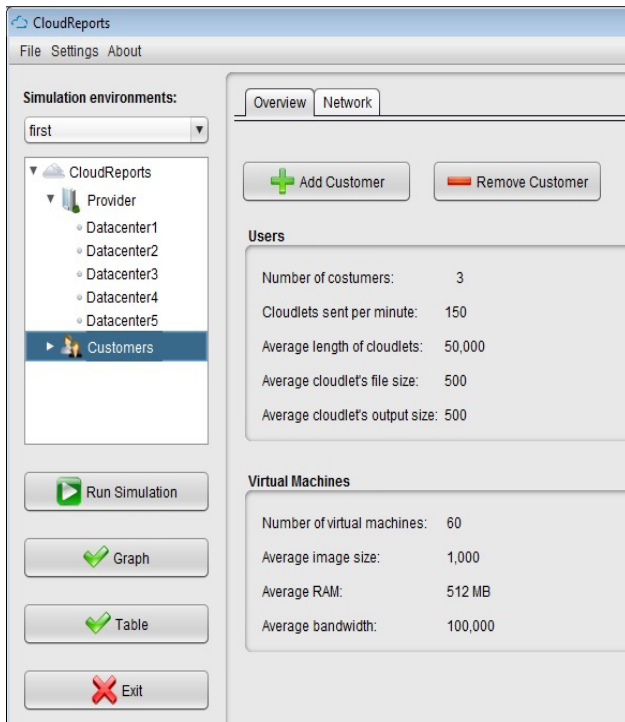 CloudReports
File Settings About
Simulation environments:
first
CloudReports
Provider
Datacenter1
Datacenter2
Datacenter3
Datacenter4
Datacenter5
Customers
Run Simulation
Graph
Table
Exit
Overview Network
Add Customer Remove Customer
Users
Number of costumers: 3
Cloudlets sent per minute: 150
Average length of cloudlets: 50,000
Average cloudlet's file size: 500
Average cloudlet's output size: 500
Virtual Machines
Number of virtual machines: 60
Average image size: 1,000
Average RAM: 512 MB
Average bandwidth: 100,000